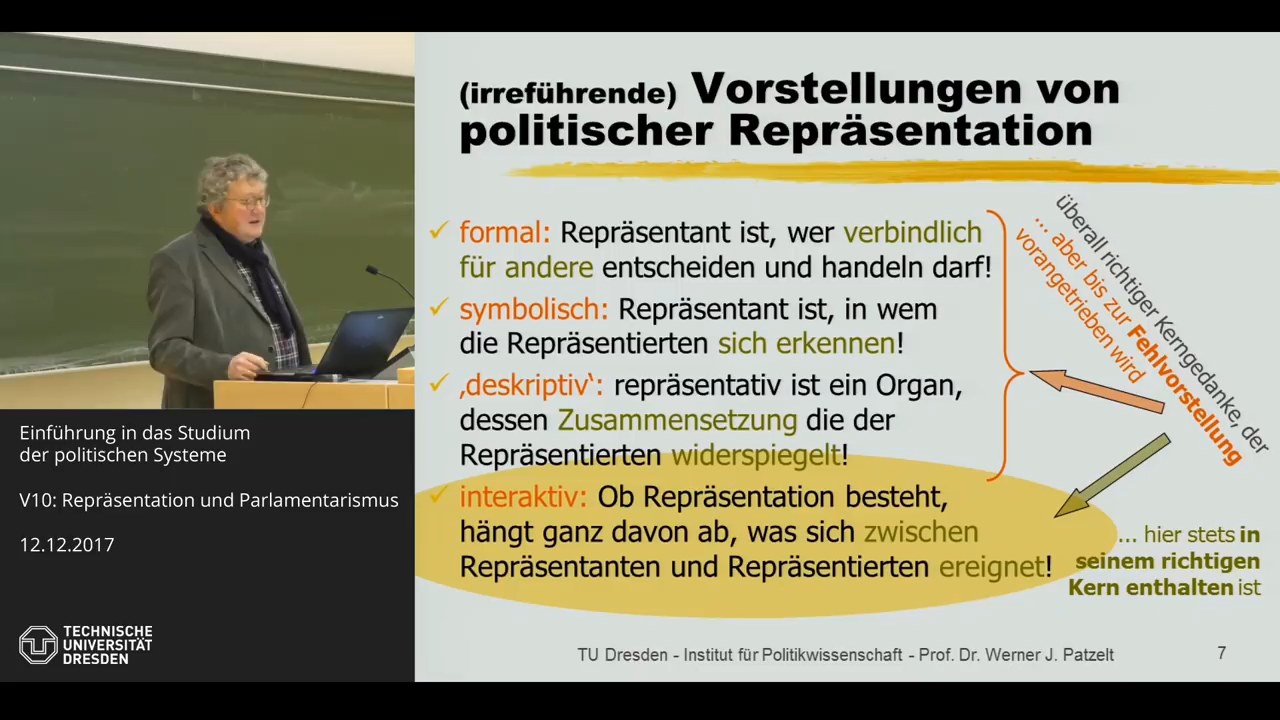 (irreführende) Vorstellungen von
politischer Repräsentation
✓ formal: Repräsentant ist, wer verbindlich
für andere entscheiden und handeln darf!
✓ symbolisch: Repräsentant ist, in wem
die Repräsentierten sich erkennen!
✓ ‚deskriptiv‘: repräsentativ ist ein Organ,
dessen Zusammensetzung die der
Repräsentierten widerspiegelt!
✓ interaktiv: Ob Repräsentation besteht,
hängt ganz davon ab, was sich zwischen
Repräsentanten und Repräsentierten ereignet!
überall richtiger Kerngedanke, der
... aber bis zur Fehlvorstellung
vorangetrieben wird
... hier stets in
seinem richtigen
Kern enthalten ist
TU Dresden - Institut für Politikwissenschaft - Prof. Dr. Werner J. Patzelt
7
Einführung in das Studium
der politischen Systeme
V10: Repräsentation und Parlamentarismus
12.12.2017
TECHNISCHE
UNIVERSITÄT
DRESDEN